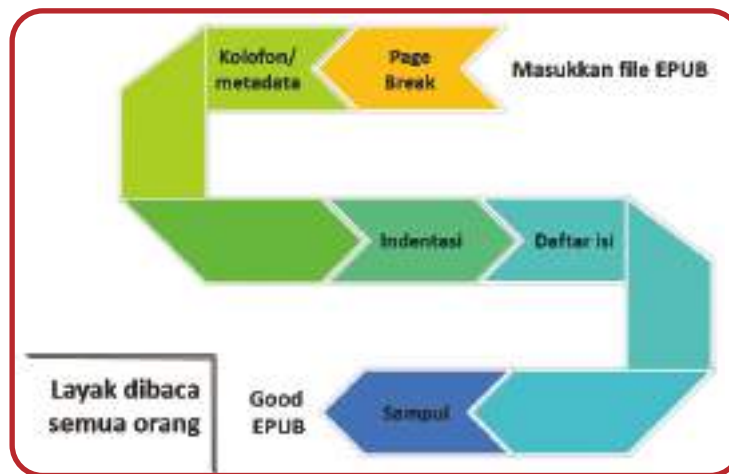 Masukkan file EPUB
Page
Break
Kolofon/
metadata
Indentasi
Daftar isi
Sampul
Good
EPUB
Layak dibaca
semua orang